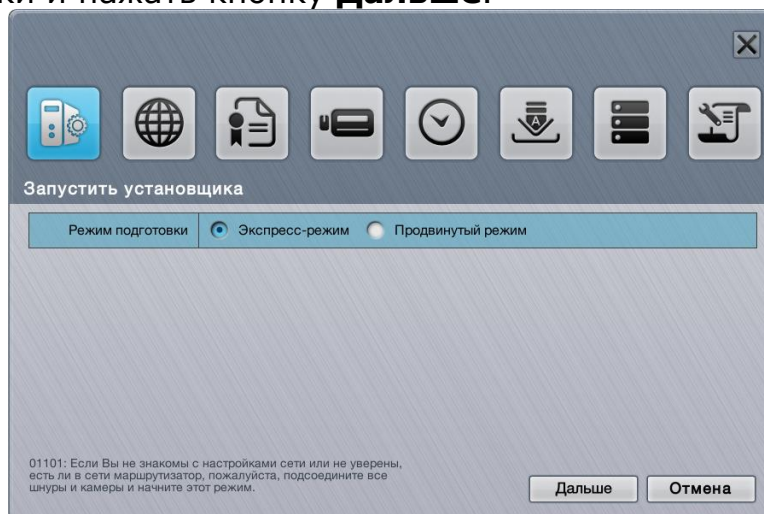 ки и нажать кнопку Дальше.
Запустить установщика
Режим подготовки Экспресс-режим Продвинутый режим
01101: Если Вы не знакомы с настройками сети или не уверены,
есть ли в сети маршрутизатор, пожалуйста, подсоедините все
шнуры и камеры и начните этот режим.
Дальше Отмена